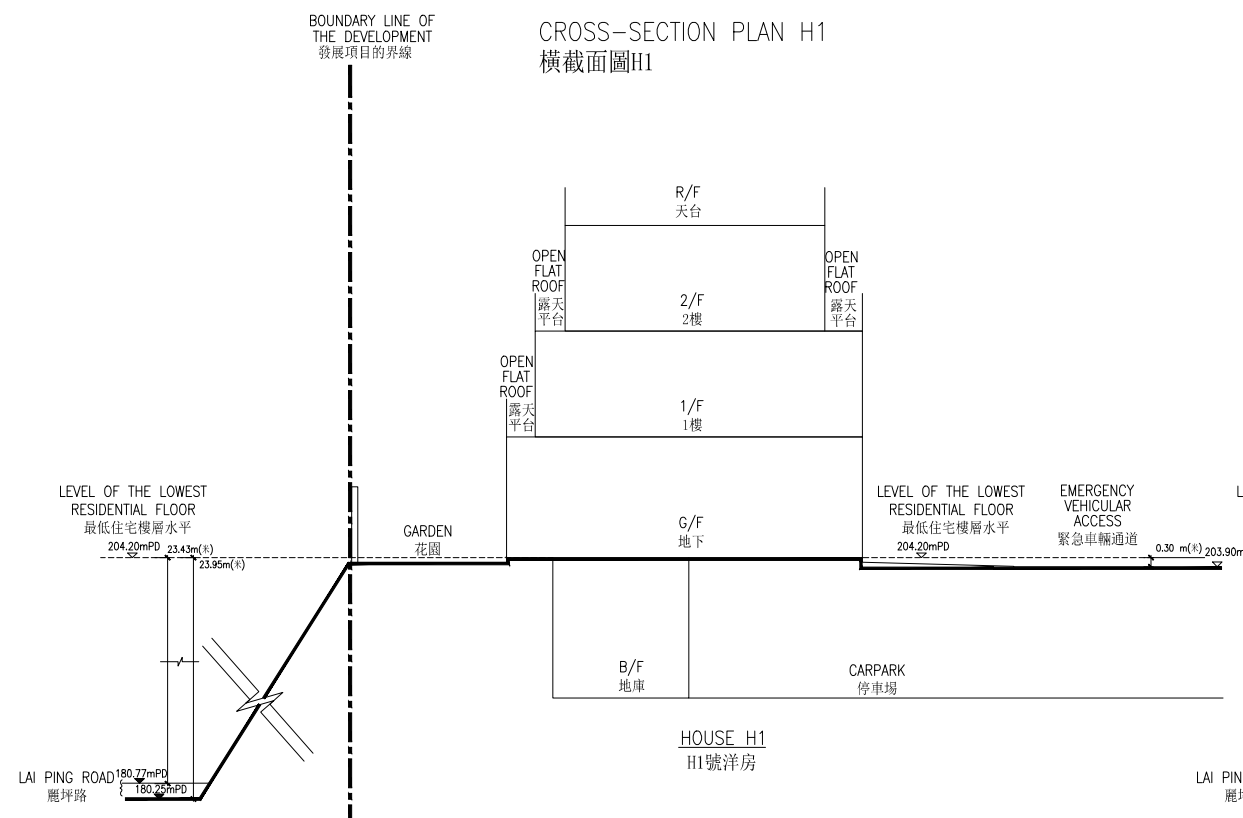 BOUNDARY LINE OF
THE DEVELOPMENT
發展項目的界線
CROSS-SECTION PLAN H1
橫截面圖H1
R/F
天台
OPEN
FLAT
ROOF
露天
平台
2/F
2樓
OPEN
FLAT
ROOF
露天
平台
OPEN
FLAT
ROOF
露天
平台
1/F
1樓
LEVEL OF THE LOWEST
RESIDENTIAL FLOOR
最低住宅樓層水平
204.20mPD
23.43m(米)
23.95m(米)
GARDEN
花園
G/F
地下
LEVEL OF THE LOWEST
RESIDENTIAL FLOOR
最低住宅樓層水平
204.20mPD
EMERGENCY
VEHICULAR
ACCESS
緊急車輛通道
0.30 m(米)
203.90m
L
B/F
地庫
CARPARK
停車場
HOUSE H1
H1號洋房
LAI PING ROAD
麗坪路
180.77mPD
180.25mPD
LAI PIN
麗